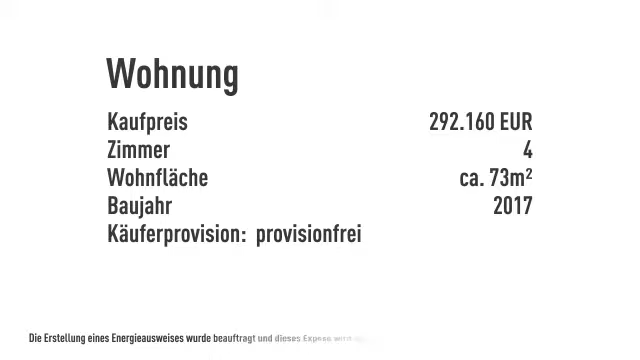 Wohnung
Kaufpreis 292.160 EUR
Zimmer 4
Wohnfläche ca. 73m²
Baujahr 2017
Käuferprovision: provisionfrei
Die Erstellung eines Energieausweises wurde beauftragt und dieses Expose wird